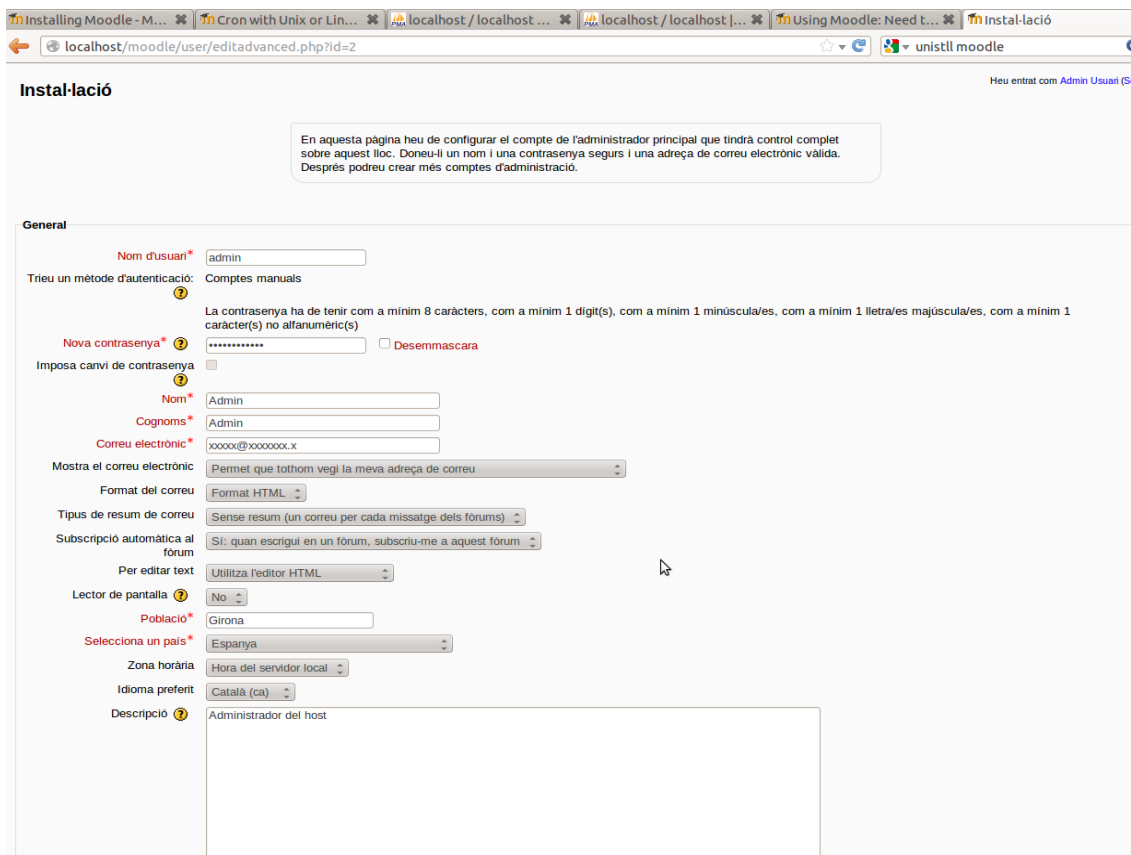 Installing Moodle - M...
Cron with Unix or Lin...
localhost / localhost ...
localhost / localhost |...
Using Moodle: Need t...
Instal·lació
localhost/moodle/user/editadvanced.php?id=2
unistll moodle
Instal·lació
Heu entrat com Admin Usuari (S
En aquesta pàgina heu de configurar el compte de l'administrador principal que tindrà control complet
sobre aquest lloc. Doneu-li un nom i una contrasenya segurs i una adreça de correu electrònic vàlida.
Després podreu crear més comptes d'administració.
General
Nom d'usuari* admin
Trieu un mètode d'autenticació: Comptes manuals
La contrasenya ha de tenir com a mínim 8 caràcters, com a mínim 1 dígit(s), com a mínim 1 minúscula/es, com a mínim 1 lletra/es majúscula/es, com a mínim 1
caràcter(s) no alfanumèric(s)
Nova contrasenya* •••••••••••• Desemmascara
Imposa canvi de contrasenya
Nom* Admin
Cognoms* Admin
Correu electrònic* xxxxx@xxxxxxx.x
Mostra el correu electrònic Permet que tothom vegi la meva adreça de correu
Format del correu Format HTML
Tipus de resum de correu Sense resum (un correu per cada missatge dels fòrums)
Subscripció automàtica al Sí: quan escrigui en un fòrum, subscriu-me a aquest fòrum
fòrum
Per editar text Utilitza l'editor HTML
Lector de pantalla No
Població* Girona
Selecciona un país* Espanya
Zona horària Hora del servidor local
Idioma preferit Català (ca)
Descripció Administrador del host